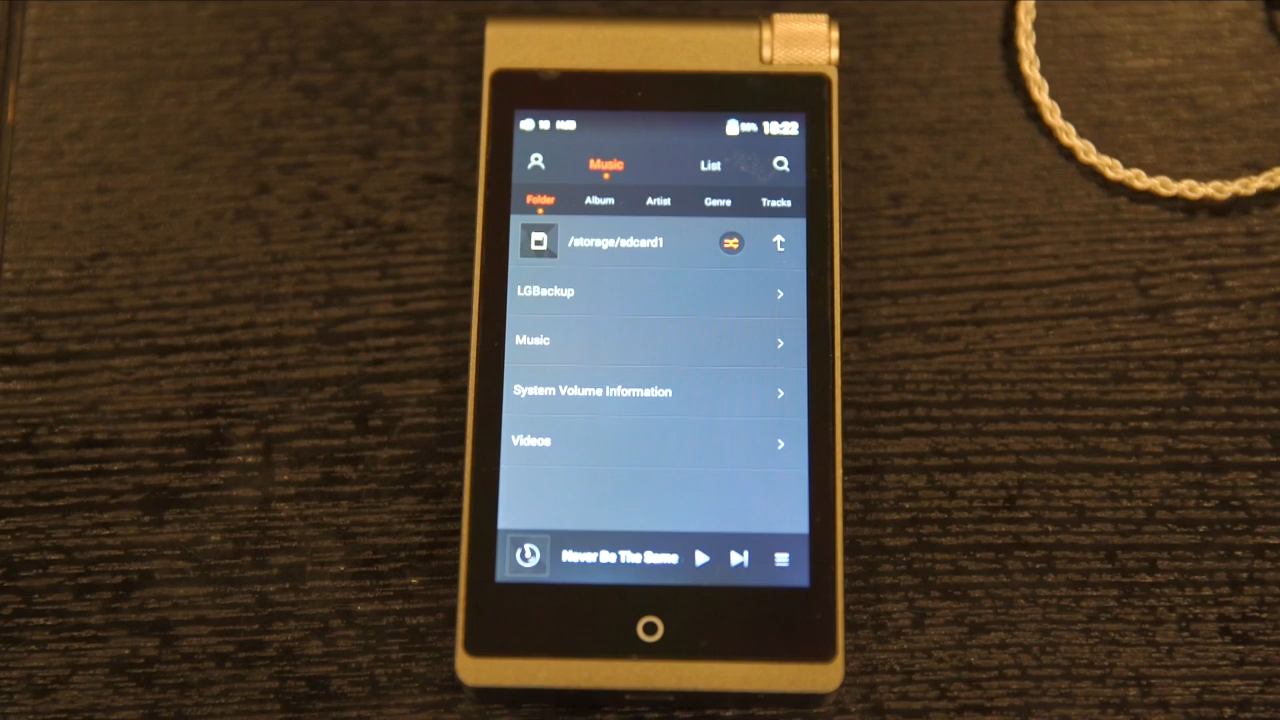 18:22
Music List
Folder Album Artist Genre Tracks
/storage/sdcard1
LGBackup
Music
System Volume Information
Videos
Never Be The Same